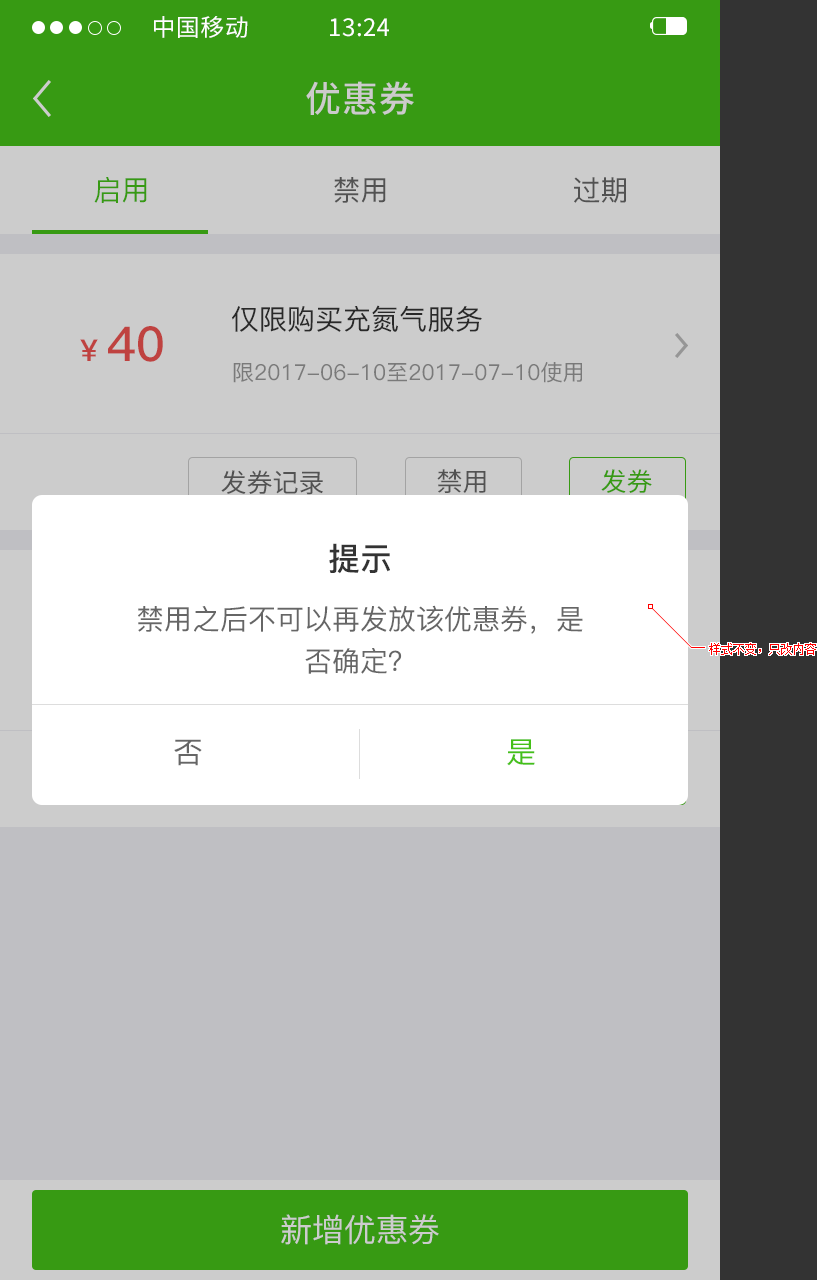 中国移动 13:24
优惠券
启用 禁用 过期
仅限购买充氮气服务
¥ 40
限2017-06-10至2017-07-10使用
发券记录 禁用 发券
提示
禁用之后不可以再发放该优惠券，是
否确定？
样式不变，只改内容
否 是
新增优惠券